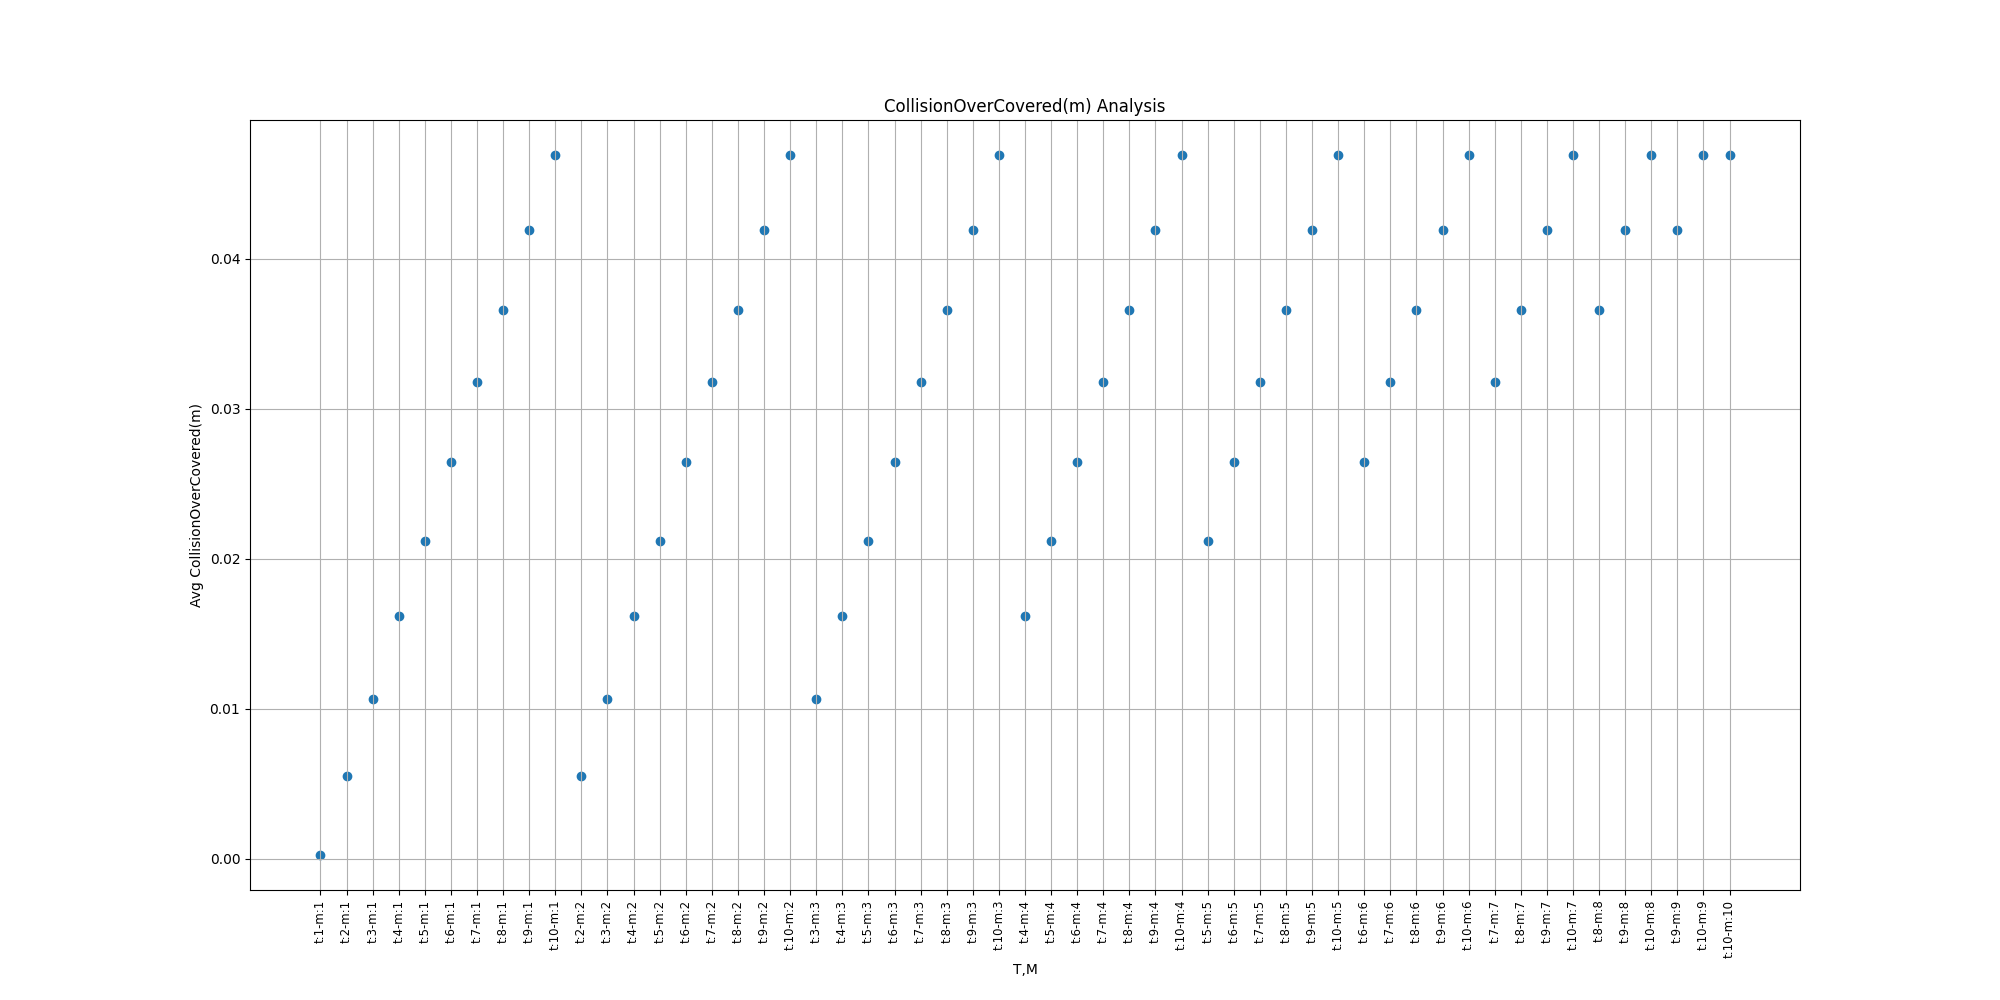 CollisionOverCovered(m) Analysis
Avg CollisionOverCovered(m)
0.04
0.03
0.02
0.01
0.00
t:1-m:1
t:2-m:1
t:3-m:1
t:4-m:1
t:5-m:1
t:6-m:1
t:7-m:1
t:8-m:1
t:9-m:1
t:10-m:1
t:2-m:2
t:3-m:2
t:4-m:2
t:5-m:2
t:6-m:2
t:7-m:2
t:8-m:2
t:9-m:2
t:10-m:2
t:3-m:3
t:4-m:3
t:5-m:3
t:6-m:3
t:7-m:3
t:8-m:3
t:9-m:3
t:10-m:3
t:4-m:4
t:5-m:4
t:6-m:4
t:7-m:4
t:8-m:4
t:9-m:4
t:10-m:4
t:5-m:5
t:6-m:5
t:7-m:5
t:8-m:5
t:9-m:5
t:10-m:5
t:6-m:6
t:7-m:6
t:8-m:6
t:9-m:6
t:10-m:6
t:7-m:7
t:8-m:7
t:9-m:7
t:10-m:7
t:8-m:8
t:9-m:8
t:10-m:8
t:9-m:9
t:10-m:9
t:10-m:10
T,M